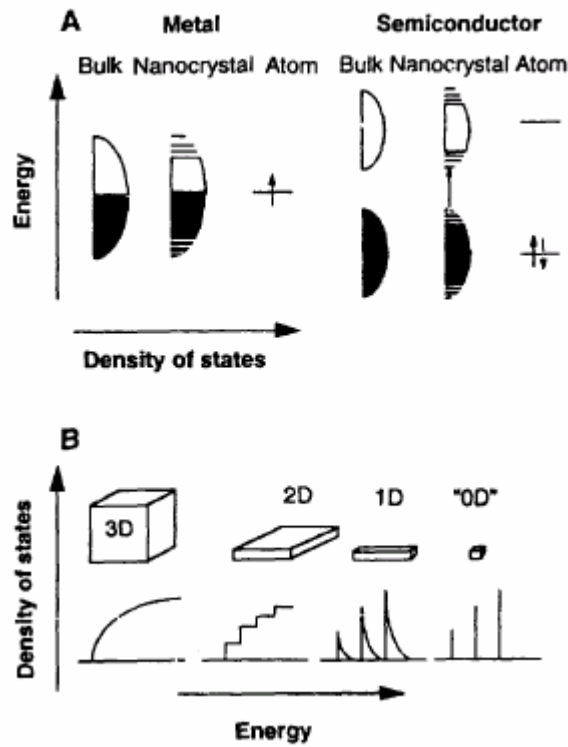 A
Metal
Semiconductor
Bulk Nanocrystal Atom
Bulk Nanocrystal Atom
Energy
Density of states
B
3D
2D
1D
"0D"
Density of states
Energy